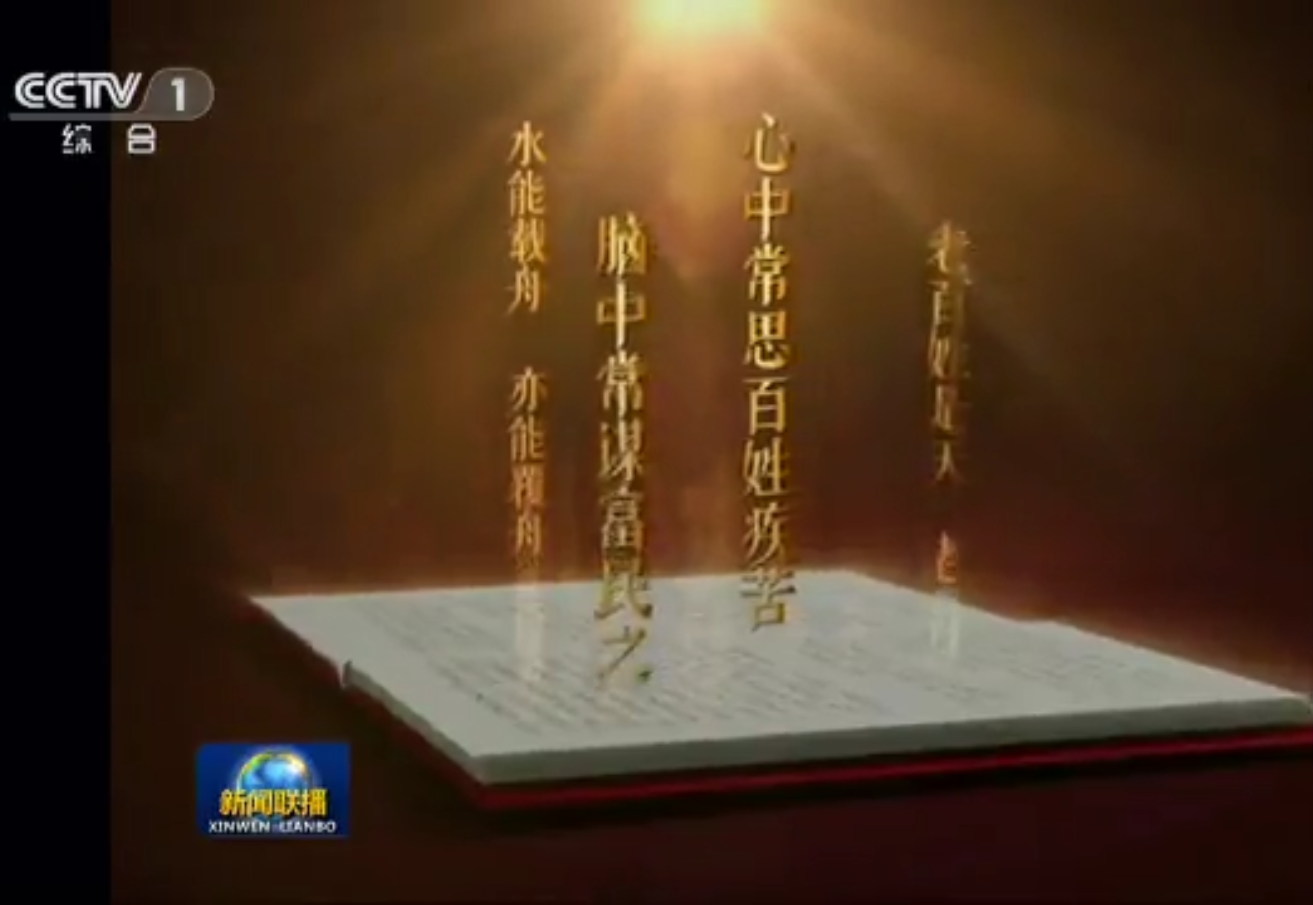 CCTV 1
综合
老百姓是天
心中常思百姓疾苦
脑中常谋富民之
水能载舟 亦能覆舟
新闻联播
XINWEN LIANBO